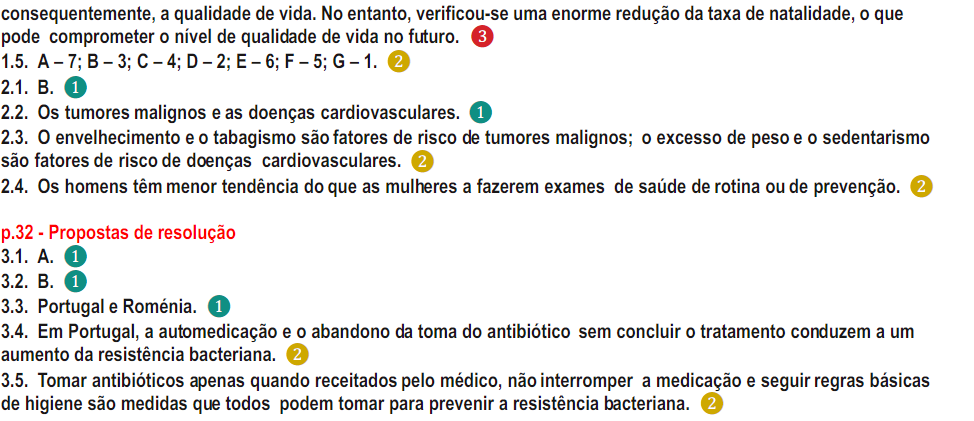 consequentemente, a qualidade de vida. No entanto, verificou-se uma enorme redução da taxa de natalidade, o que
pode comprometer o nível de qualidade de vida no futuro. 3
1.5. A – 7; B – 3; C – 4; D – 2; E – 6; F – 5; G – 1. 2
2.1. B. 1
2.2. Os tumores malignos e as doenças cardiovasculares. 1
2.3. O envelhecimento e o tabagismo são fatores de risco de tumores malignos; o excesso de peso e o sedentarismo
são fatores de risco de doenças cardiovasculares. 2
2.4. Os homens têm menor tendência do que as mulheres a fazerem exames de saúde de rotina ou de prevenção. 2
p.32 - Propostas de resolução
3.1. A. 1
3.2. B. 1
3.3. Portugal e Roménia. 1
3.4. Em Portugal, a automedicação e o abandono da toma do antibiótico sem concluir o tratamento conduzem a um
aumento da resistência bacteriana. 2
3.5. Tomar antibióticos apenas quando receitados pelo médico, não interromper a medicação e seguir regras básicas
de higiene são medidas que todos podem tomar para prevenir a resistência bacteriana. 2